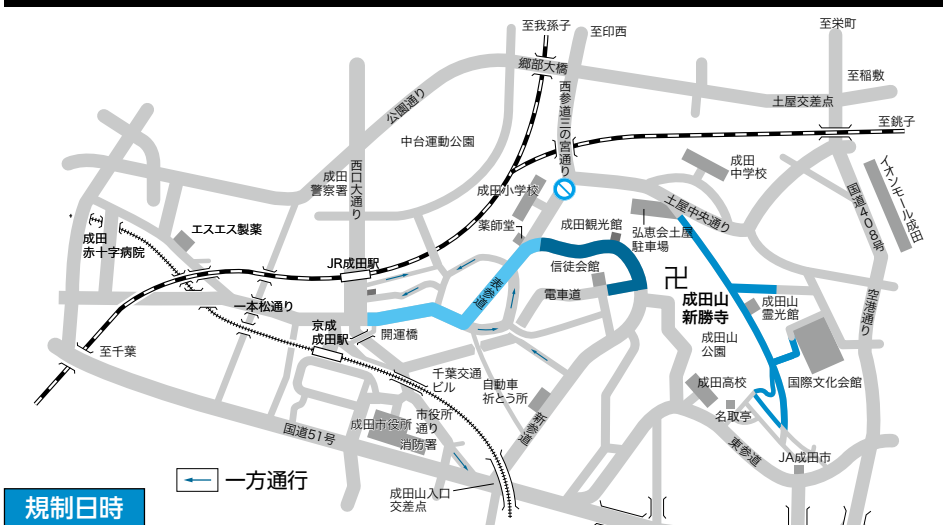 至我孫子
至印西
至栄町
郷部大橋
至稲敷
土屋交差点
公園通り
西参道三の宮通り
至銚子
中台運動公園
西口大通り
成田
警察署
成田
中学校
イオンモール成田
成田小学校
国道408号
土屋中央通り
薬師堂
成田観光館
弘恵会土屋
駐車場
エスエス製薬
成田
赤十字病院
JR成田駅
信徒会館
表参道
電車道
卍
成田山
新勝寺
成田山
霊光館
空港通り
一本松通り
京成
成田駅
開運橋
成田山
公園
至千葉
千葉交通
ビル
自動車
祈とう所
成田高校
国際文化会館
名取亭
新参道
市役所
通り
成田市役所
消防署
国道51号
東参道
JA成田市
一方通行
成田山入口
交差点
規制日時